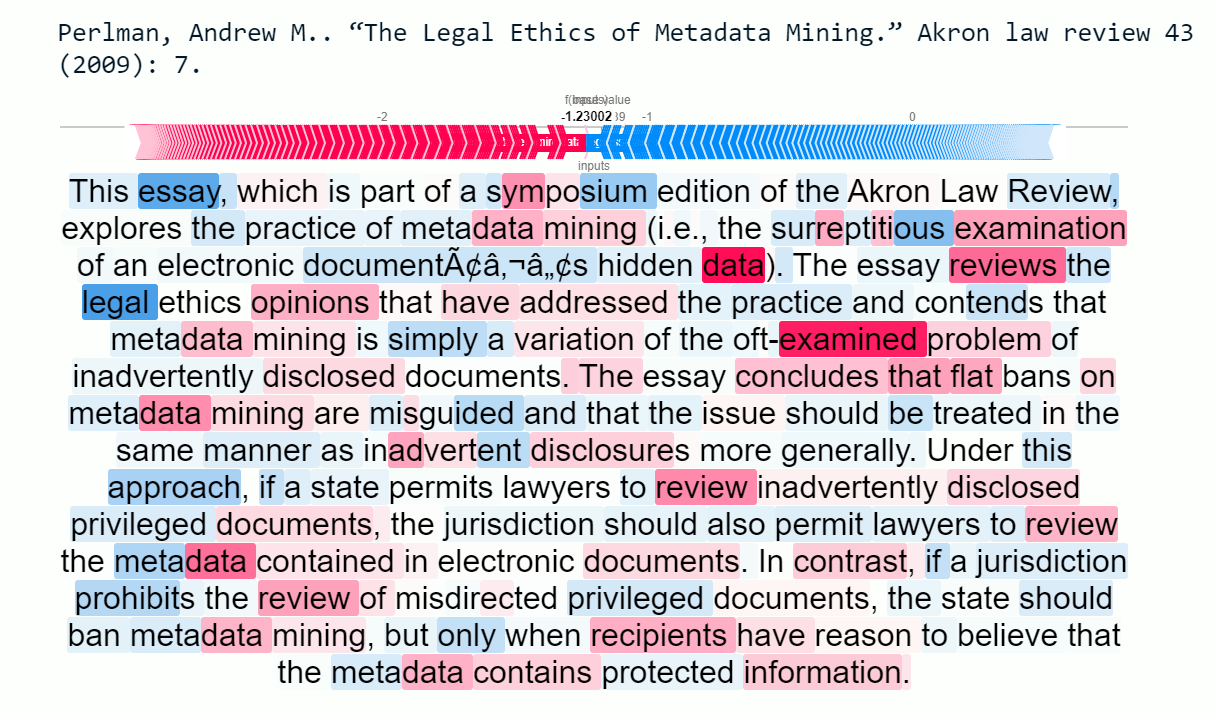 Perlman, Andrew M.. “The Legal Ethics of Metadata Mining.” Akron law review 43
(2009): 7.
-2 -1.23002 -1 0
inputs
This essay, which is part of a symposium edition of the Akron Law Review,
explores the practice of metadata mining (i.e., the surreptitious examination
of an electronic documentÃ¢â‚¬â„¢s hidden data). The essay reviews the
legal ethics opinions that have addressed the practice and contends that
metadata mining is simply a variation of the oft-examined problem of
inadvertently disclosed documents. The essay concludes that flat bans on
metadata mining are misguided and that the issue should be treated in the
same manner as inadvertent disclosures more generally. Under this
approach, if a state permits lawyers to review inadvertently disclosed
privileged documents, the jurisdiction should also permit lawyers to review
the metadata contained in electronic documents. In contrast, if a jurisdiction
prohibits the review of misdirected privileged documents, the state should
ban metadata mining, but only when recipients have reason to believe that
the metadata contains protected information.